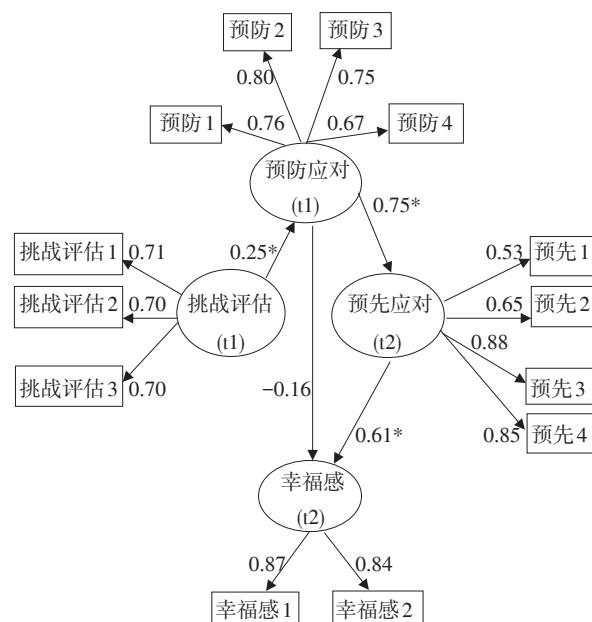 预防2
预防3
0.80
0.75
预防1
0.76
0.67
预防4
预防应对
(t1)
0.75*
挑战评估1
0.71
0.25*
0.53
预先1
挑战评估2
0.70
挑战评估
(t1)
预先应对
(t2)
0.65
预先2
0.88
挑战评估3
0.70
−0.16
预先3
0.61*
0.85
预先4
幸福感
(t2)
0.87
0.84
幸福感1
幸福感2